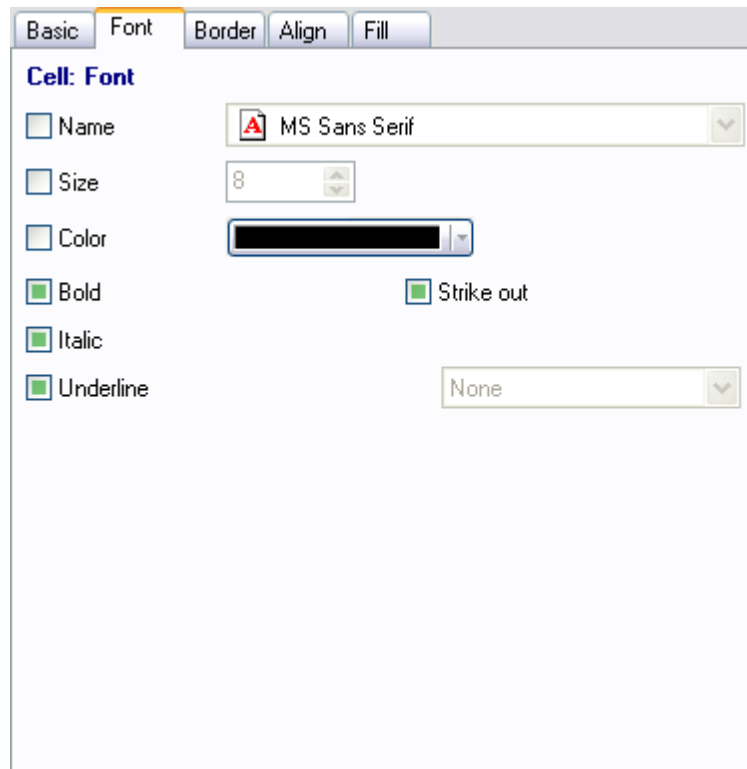 Basic Font Border Align Fill
Cell: Font
Name A MS Sans Serif
Size 8
Color
Bold Strike out
Italic
Underline None